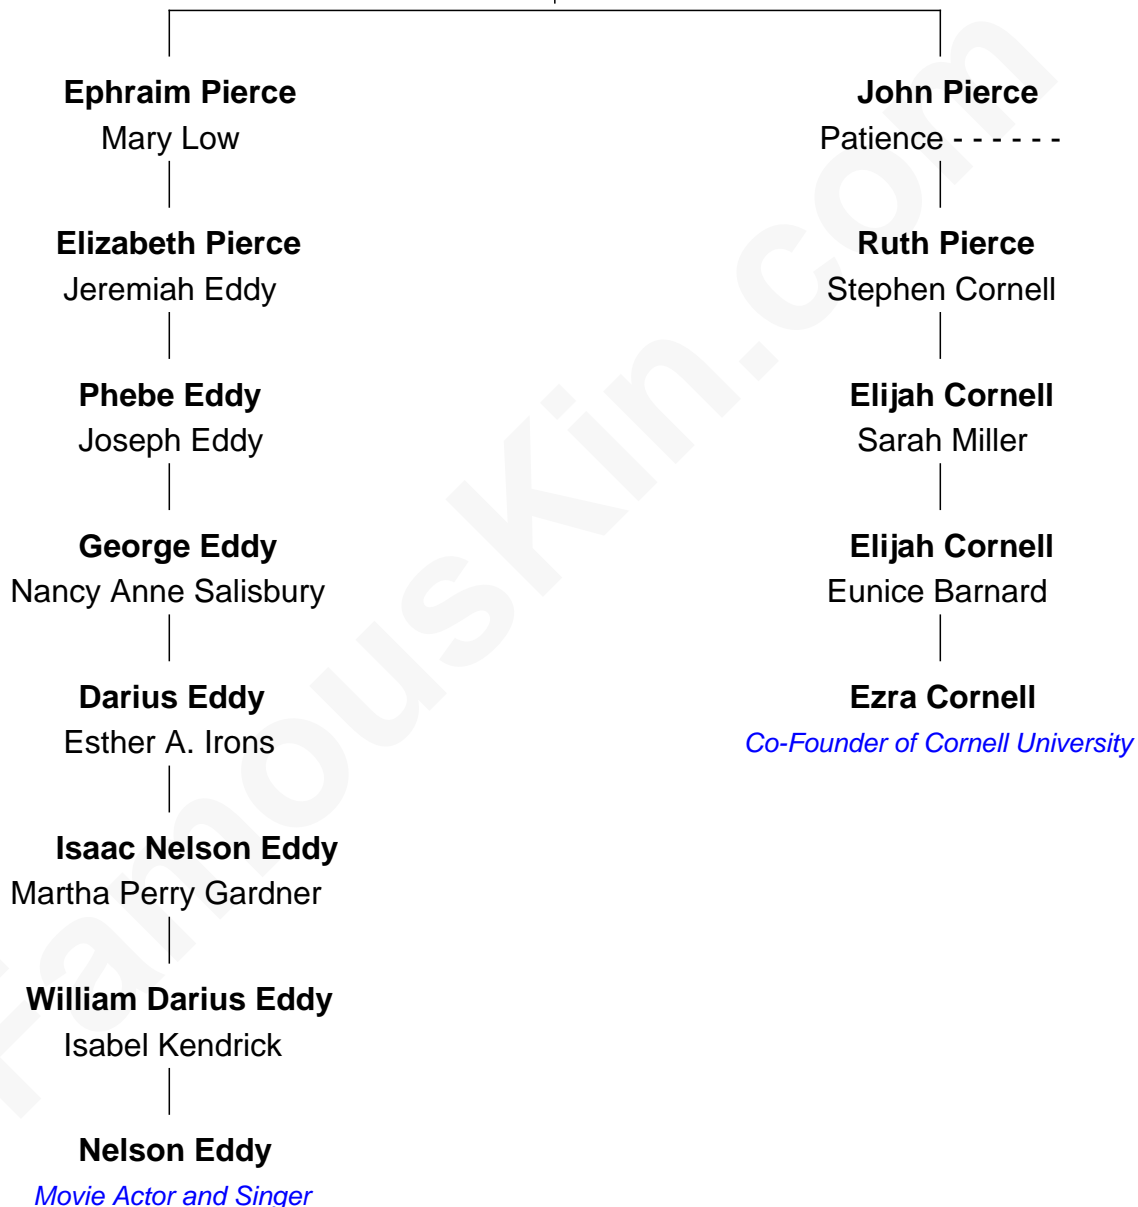 Ephraim Pierce
Mary Low
Elizabeth Pierce
Jeremiah Eddy
Phebe Eddy
Joseph Eddy
George Eddy
Nancy Anne Salisbury
Darius Eddy
Esther A. Irons
Isaac Nelson Eddy
Martha Perry Gardner
William Darius Eddy
Isabel Kendrick
Nelson Eddy
Movie Actor and Singer
John Pierce
Patience - - - - - -
Ruth Pierce
Stephen Cornell
Elijah Cornell
Sarah Miller
Elijah Cornell
Eunice Barnard
Ezra Cornell
Co-Founder of Cornell University
FamousKin.com